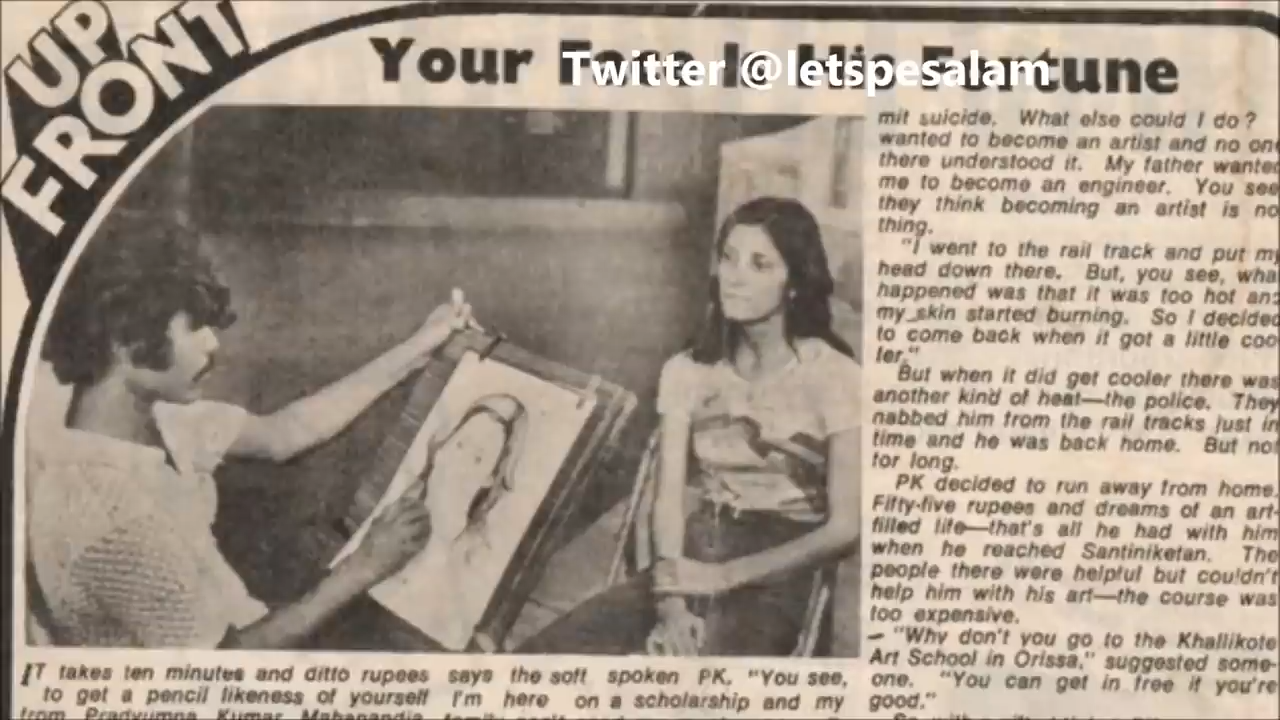 UP
FRONT
Your Face Is His Fortune
Twitter @letspesalam
IT takes ten minutes and ditto rupees
to get a pencil likeness of yourself
from Pradyumna Kumar Mahanandia
says the soft spoken PK. "You see,
I'm here on a scholarship and my
mit suicide. What else could I do?
wanted to become an artist and no one
there understood it. My father wanted
me to become an engineer. You see
they think becoming an artist is no
thing.
"I went to the rail track and put my
head down there. But, you see, wha
happened was that it was too hot an
my skin started burning. So I decided
to come back when it got a little coo
ler."
But when it did get cooler there was
another kind of heat—the police. They
nabbed him from the rail tracks just in
time and he was back home. But not
for long.
PK decided to run away from home.
Fifty-five rupees and dreams of an art-
filled life—that's all he had with him
when he reached Santiniketan. The
people there were helpful but couldn't
help him with his art—the course was
too expensive.
"Why don't you go to the Khallikote
Art School in Orissa," suggested some-
one. "You can get in free if you're
good."